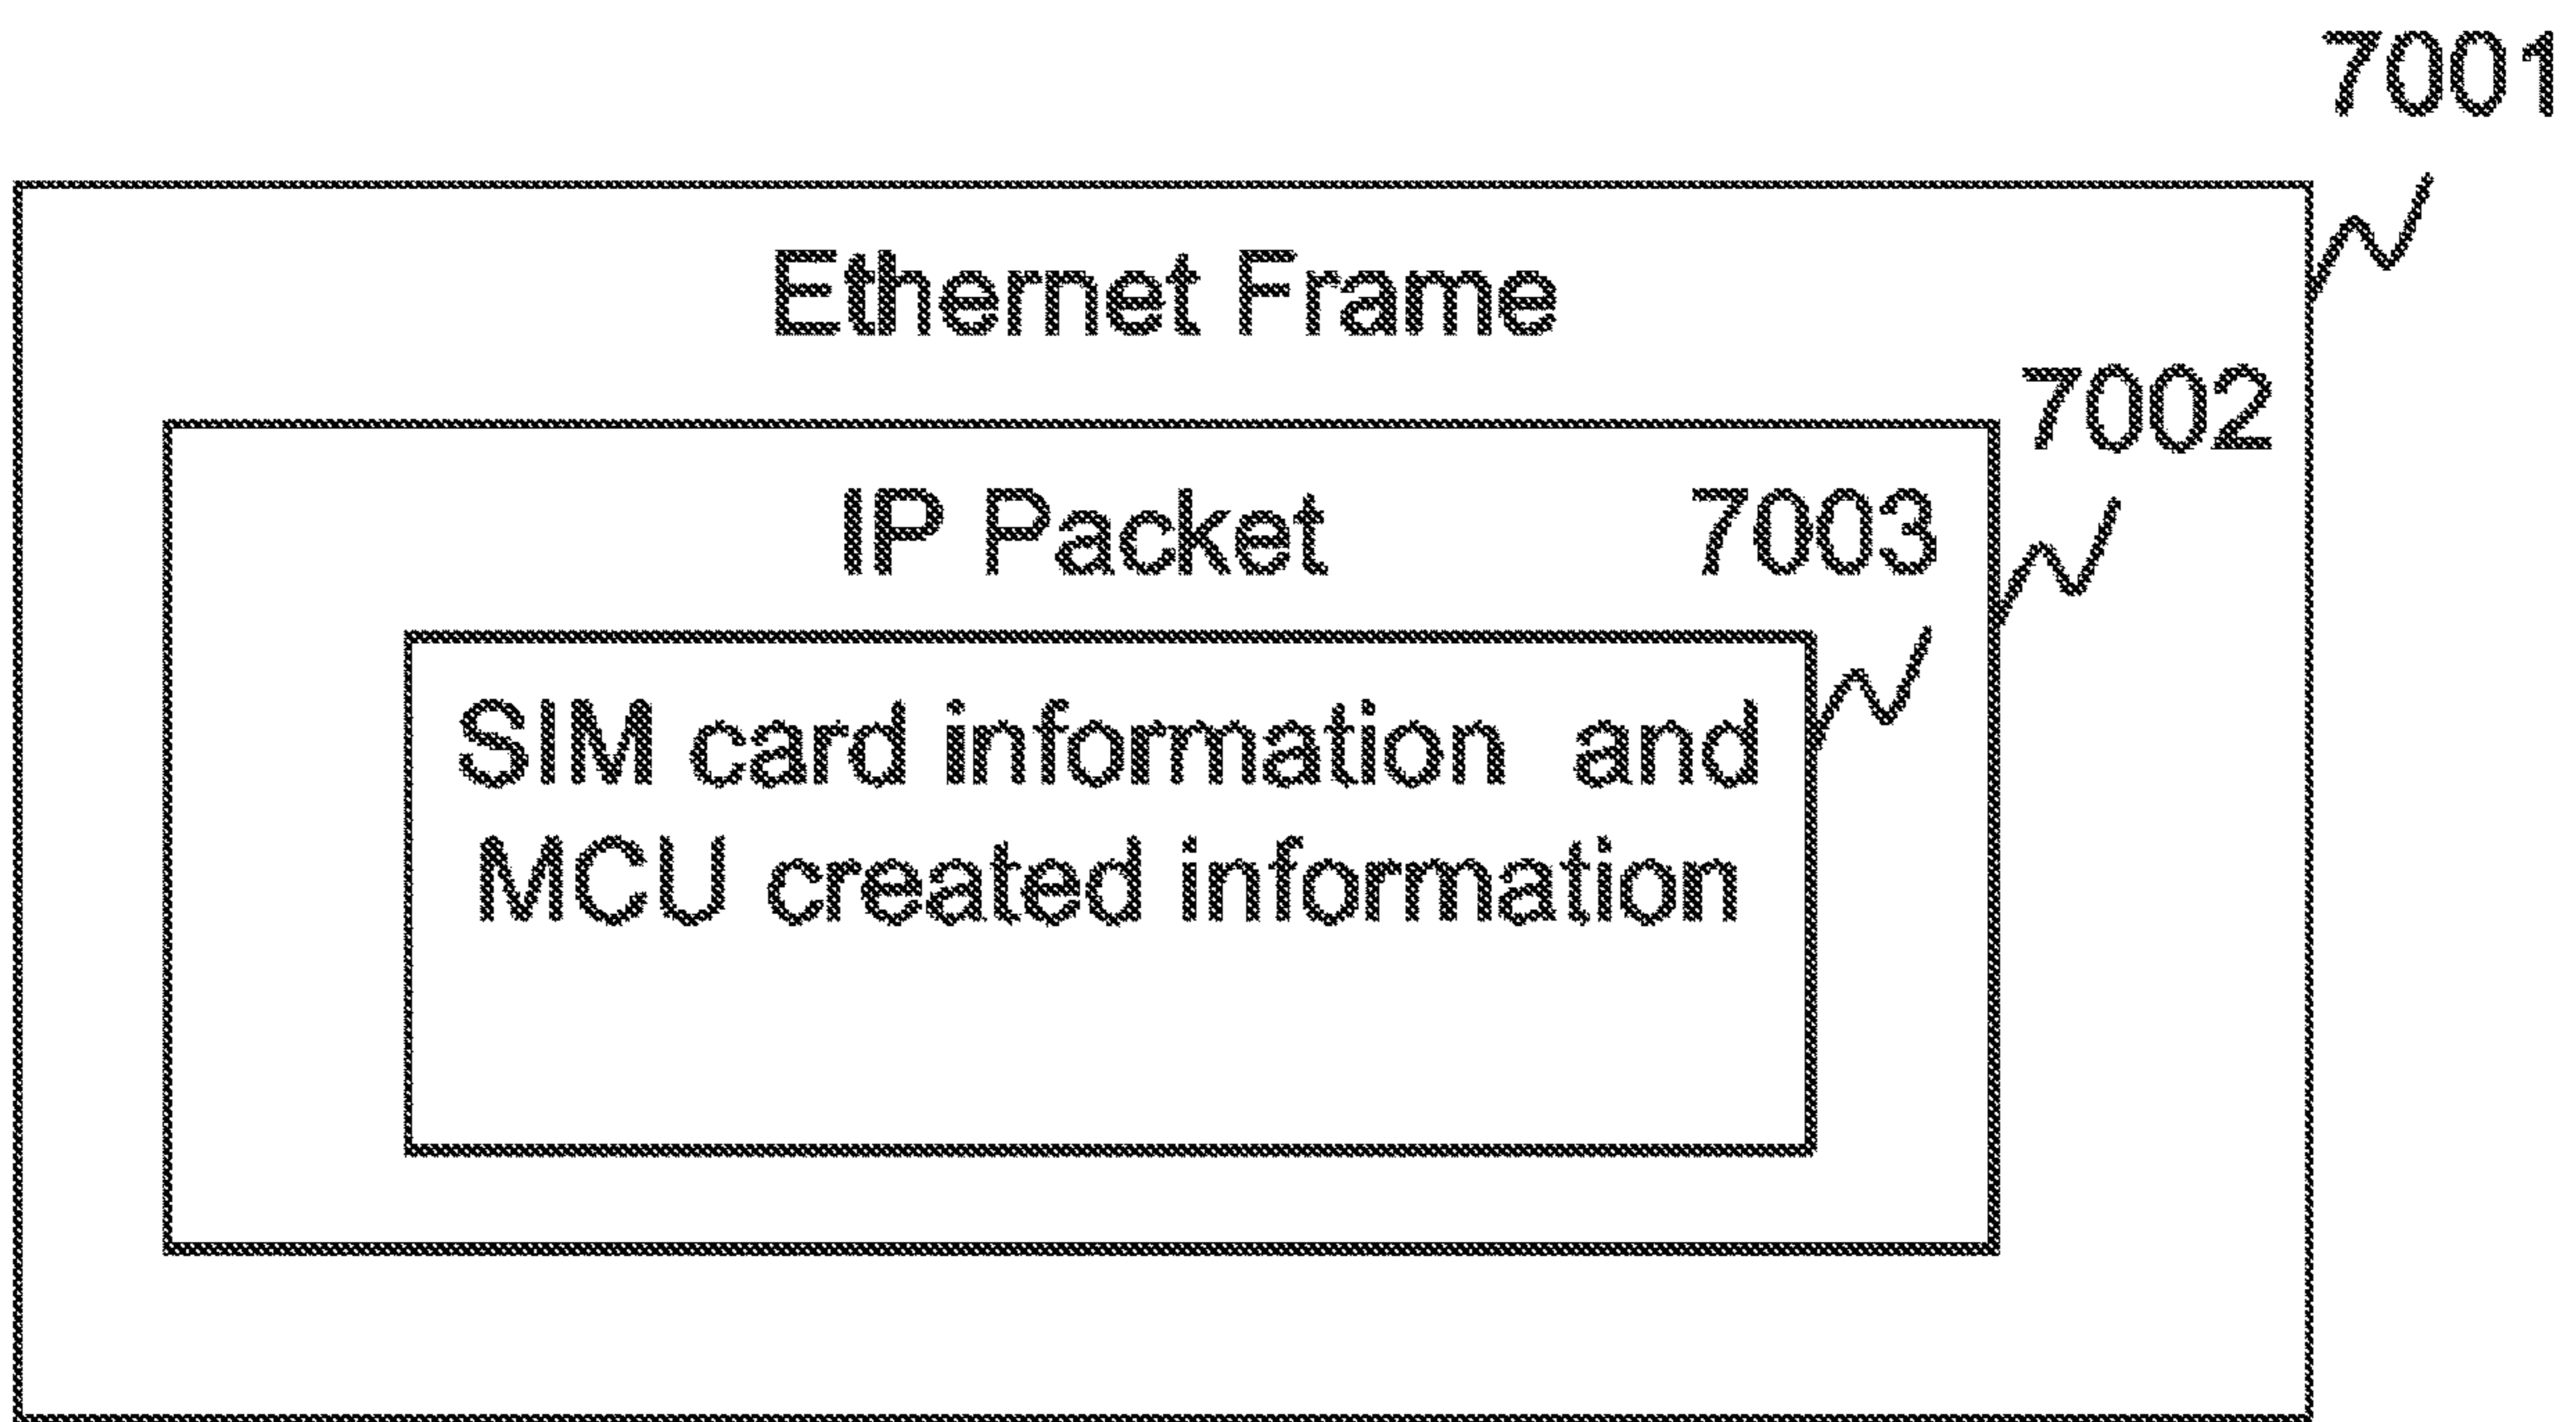 7001
Ethernet Frame
7002
IP Packet
7003
SIM card information and
MCU created information